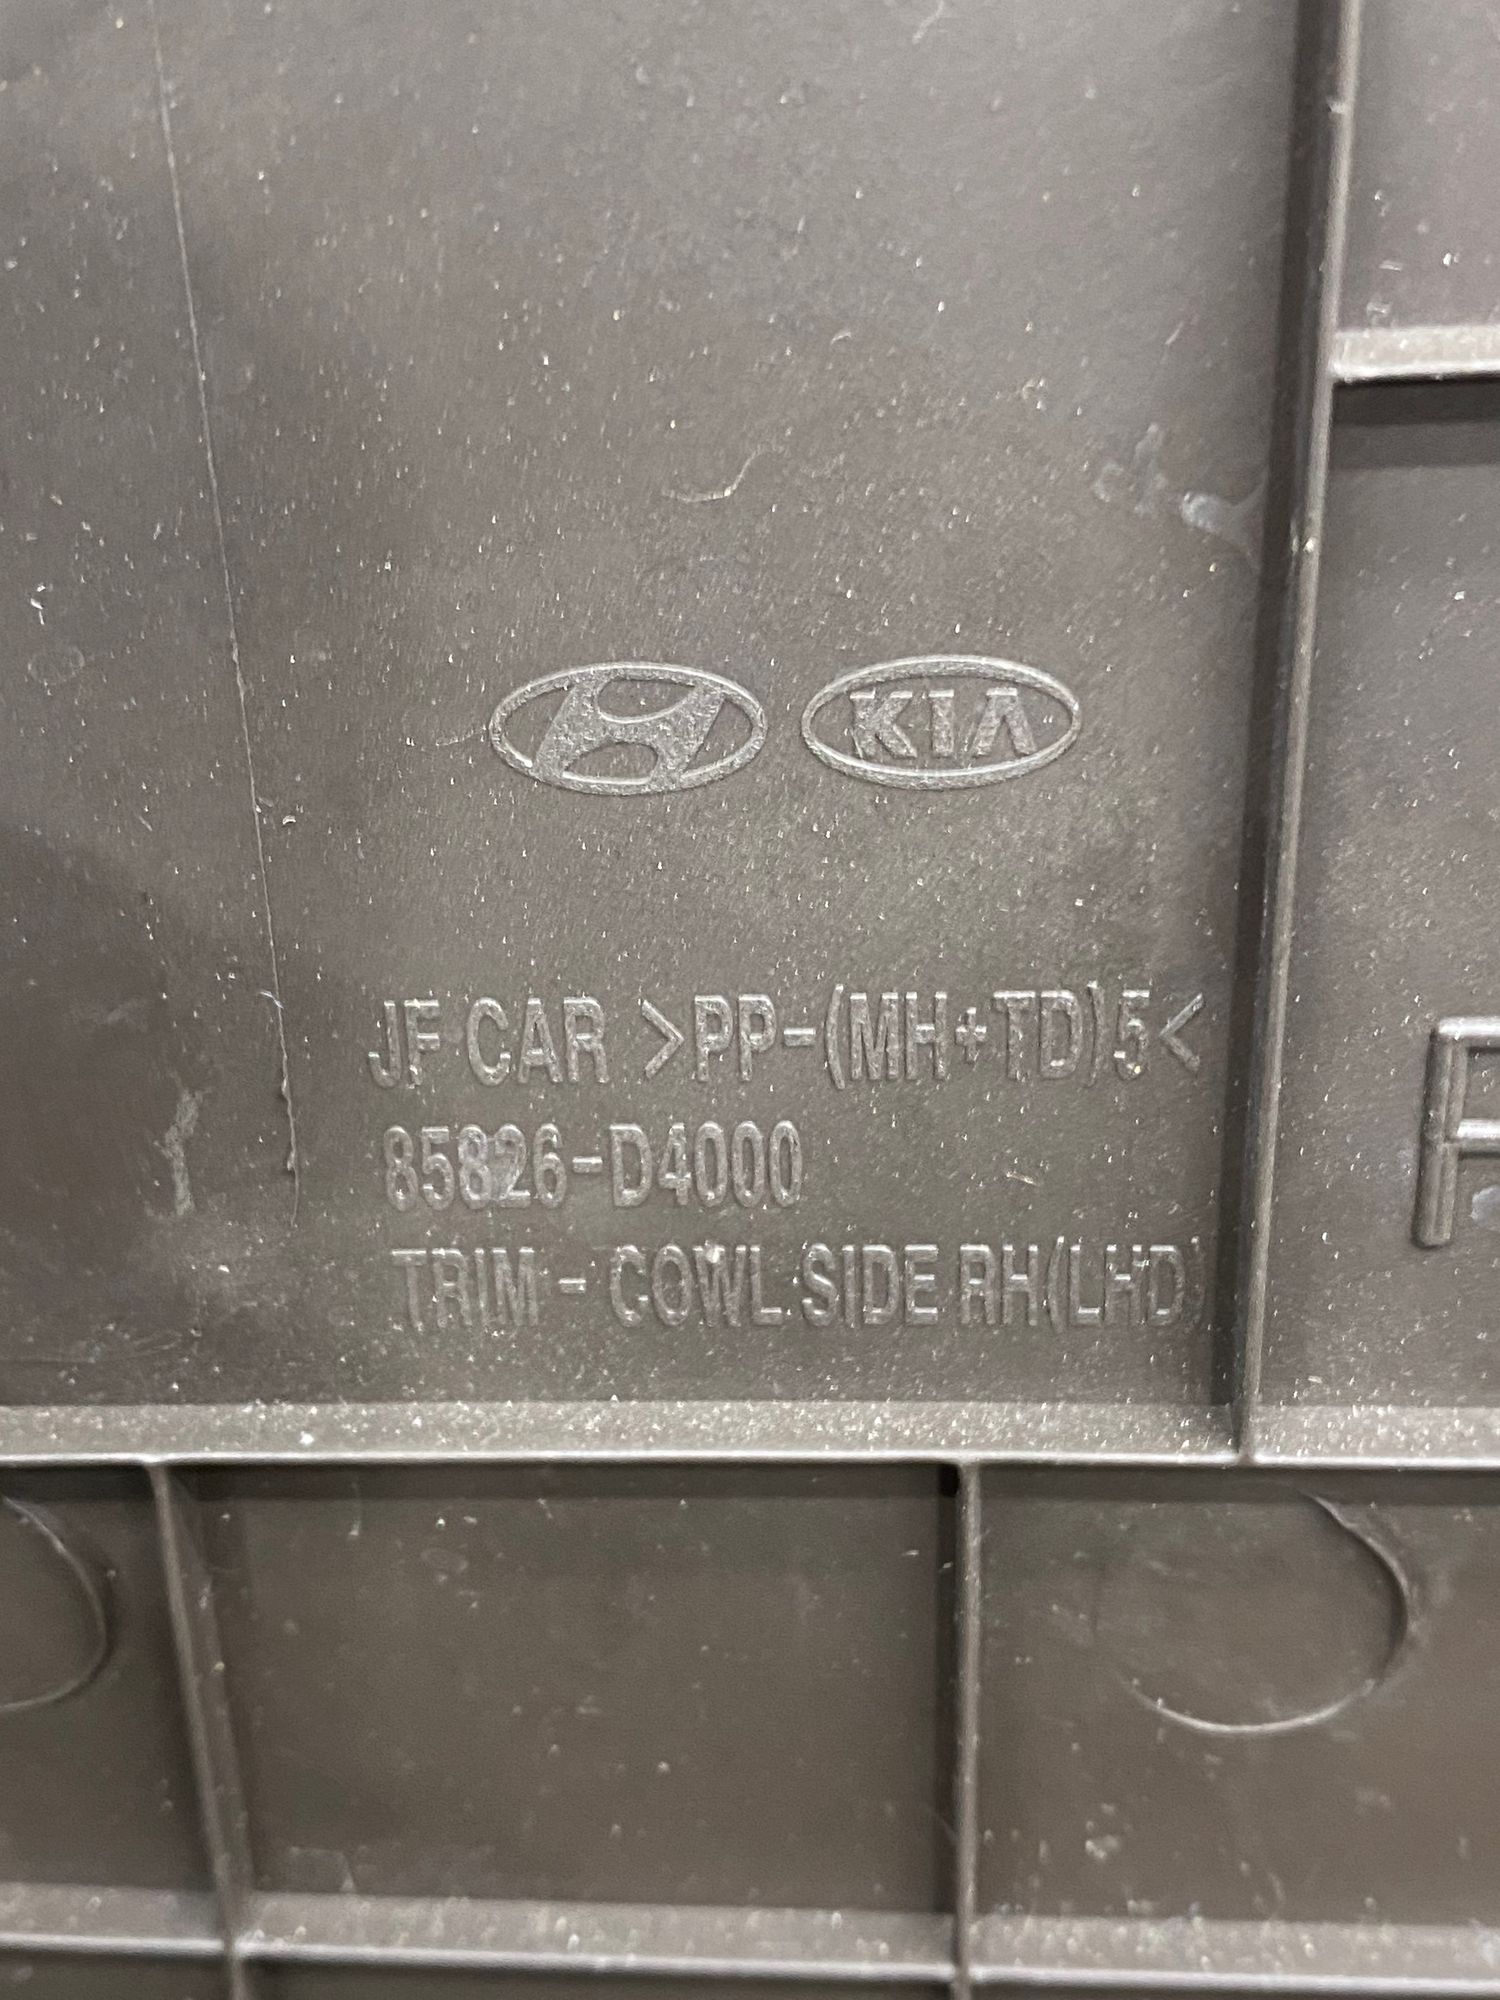 KIA
JF CAR >PP-(MH+TD)5<
85826-D4000
TRIM - COWL SIDE RH(LHD)